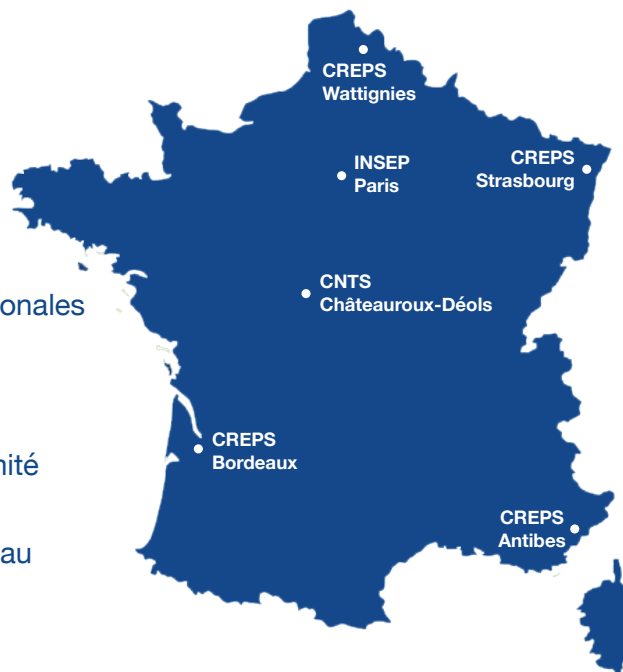 CREPS
Wattignies
INSEP
Paris
CREPS
Strasbourg
CNTS
Châteauroux-Déols
onales
CREPS
Bordeaux
nité
CREPS
Antibes
au